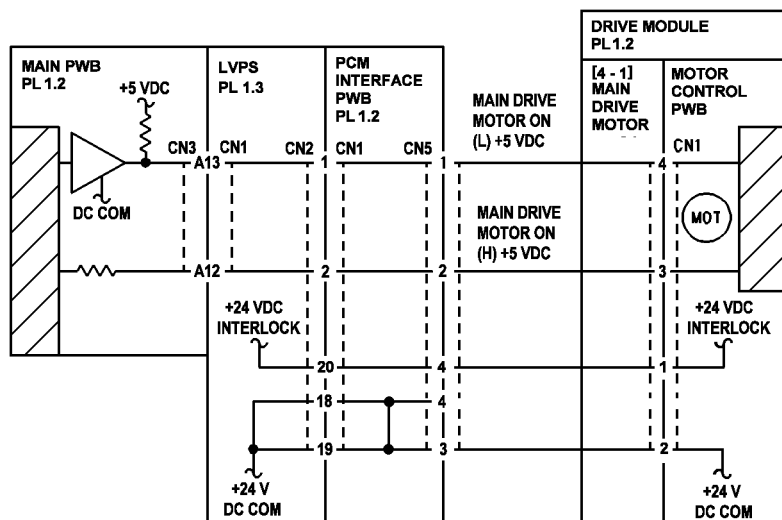 DRIVE MODULE
PL 1.2
MAIN PWB
PL 1.2
LVPS
PL 1.3
PCM
INTERFACE
PWB
PL 1.2
[4 - 1]
MAIN
DRIVE
MOTOR
MOTOR
CONTROL
PWB
+5 VDC
MAIN DRIVE
MOTOR ON
(L) +5 VDC
CN3 CN1 CN2 CN1 CN5 CN1
A13 1 1 4
DC COM
MAIN DRIVE
MOTOR ON
(H) +5 VDC
MOT
A12 2 2 3
+24 VDC
INTERLOCK
+24 VDC
INTERLOCK
20 4 1
18 4
19 3 2
+24 V
DC COM
+24 V
DC COM